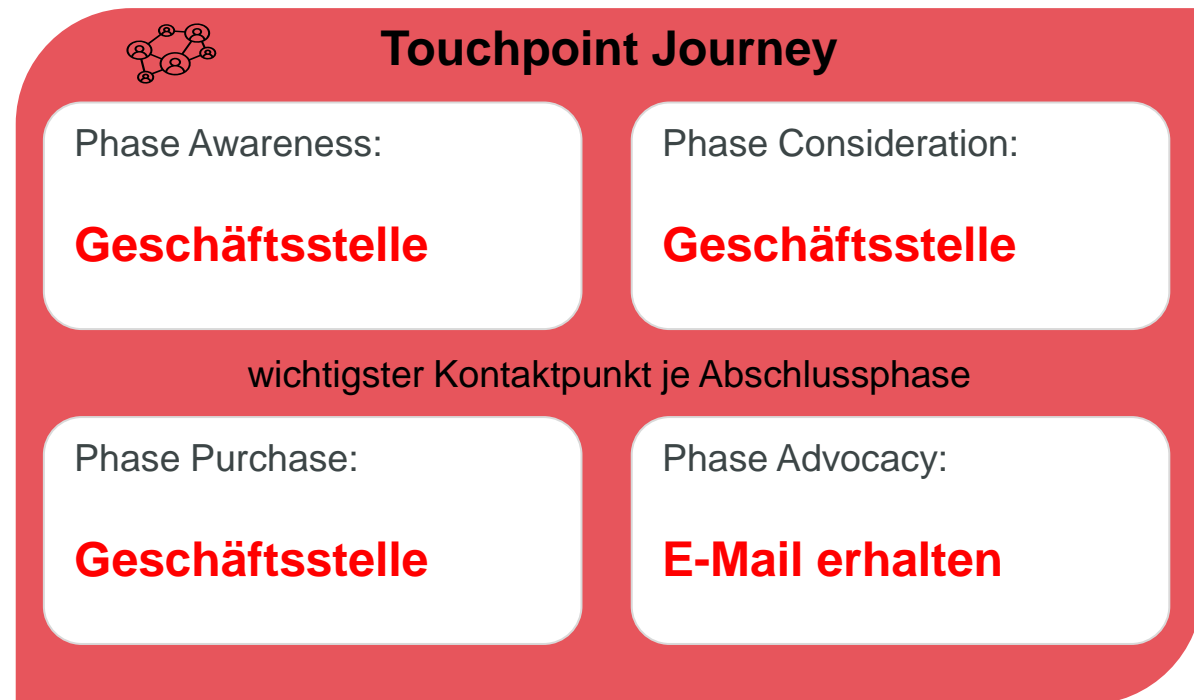 Touchpoint Journey
Phase Awareness:
Geschäftsstelle
Phase Consideration:
Geschäftsstelle
wichtigster Kontaktpunkt je Abschlussphase
Phase Purchase:
Geschäftsstelle
Phase Advocacy:
E-Mail erhalten